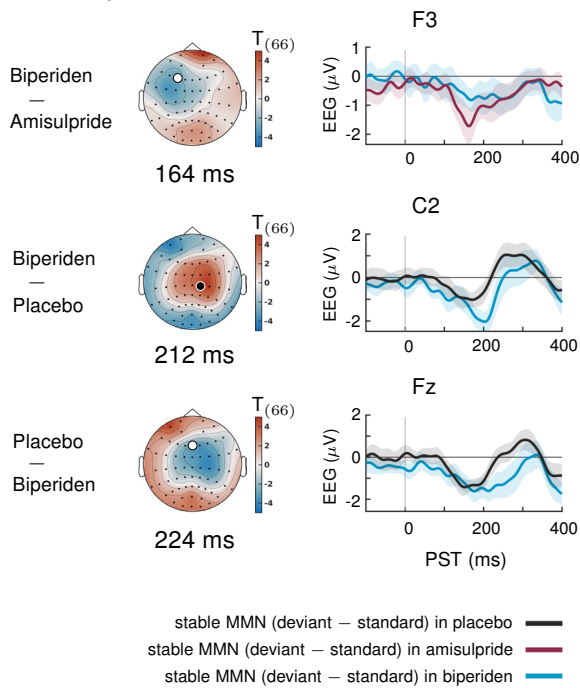 Biperiden
—
Amisulpride
T(66)
4
2
0
-2
-4
164 ms
F3
EEG (μV)
1
0
-1
-2
0
200
400
Biperiden
—
Placebo
T(66)
4
2
0
-2
-4
212 ms
C2
EEG (μV)
2
0
-2
0
200
400
Placebo
—
Biperiden
T(66)
4
2
0
-2
-4
224 ms
Fz
EEG (μV)
2
0
-2
0
200
400
PST (ms)
stable MMN (deviant − standard) in placebo
stable MMN (deviant − standard) in amisulpride
stable MMN (deviant − standard) in biperiden